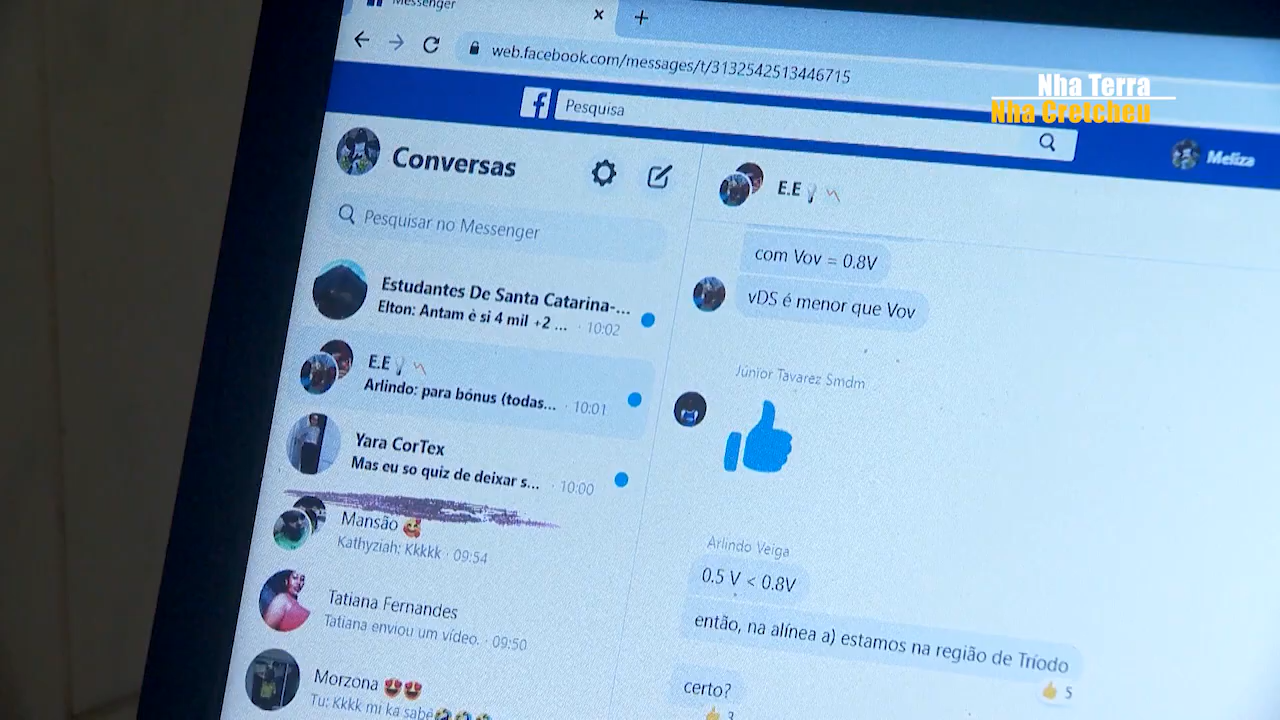 Messenger
web.facebook.com/messages/t/3132542513446715
Nha Terra
Nha Cretcheu
Pesquisa
Meliza
Conversas
Pesquisar no Messenger
Estudantes De Santa Catarina-...
Elton: Antam è si 4 mil +2 ... · 10:02
E.E
Arlindo: para bónus (todas... · 10:01
Yara CorTex
Mas eu so quiz de deixar s... · 10:00
Mansão
Kathyziah: Kkkkk · 09:54
Tatiana Fernandes
Tatiana enviou um vídeo. · 09:50
Morzona
Tu: Kkkk mi ka sabê
E.E
com Vov = 0.8V
vDS é menor que Vov
Júnior Tavarez Smdm
Arlindo Veiga
0.5 V < 0.8V
então, na alínea a) estamos na região de Tríodo
5
certo?
3